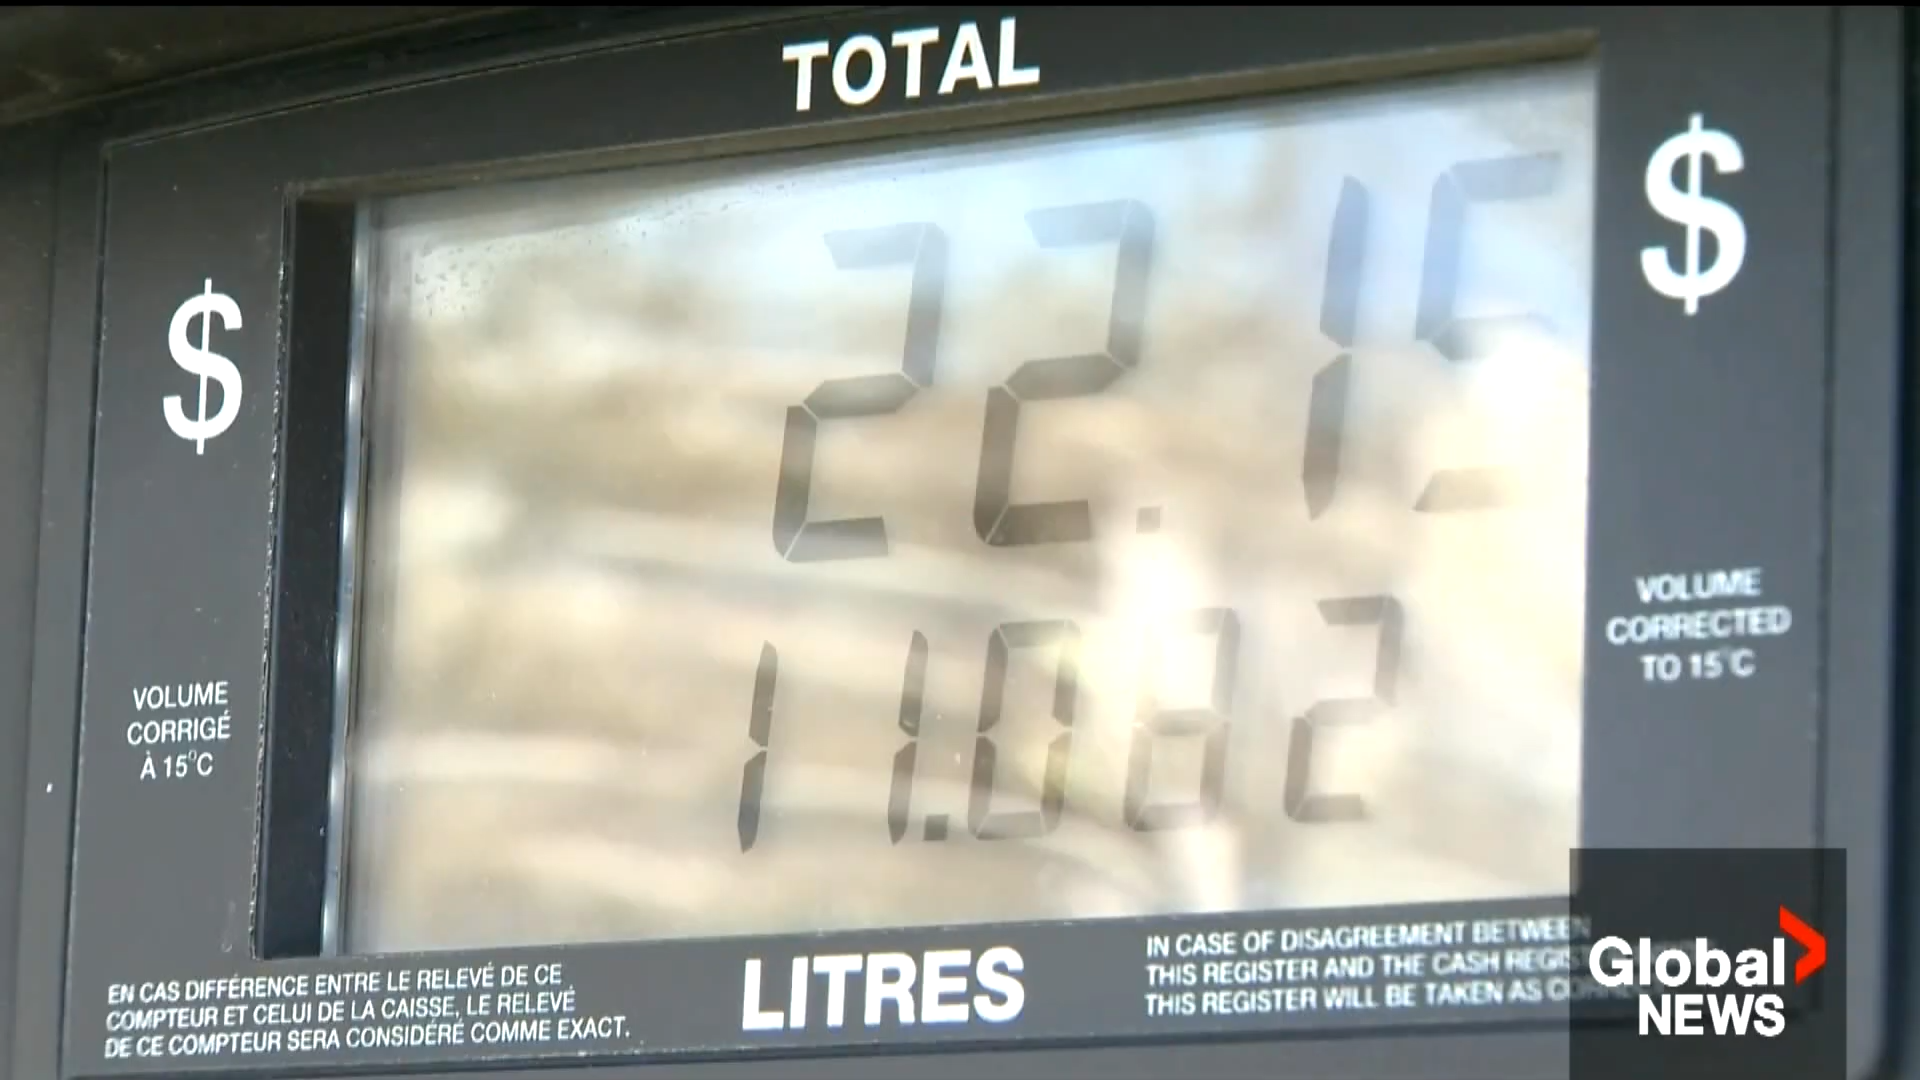 TOTAL
$
22.15
$
11.082
VOLUME
CORRIGÉ
À 15°C
VOLUME
CORRECTED
TO 15°C
LITRES
EN CAS DIFFÉRENCE ENTRE LE RELEVÉ DE CE
COMPTEUR ET CELUI DE LA CAISSE, LE RELEVÉ
DE CE COMPTEUR SERA CONSIDÉRÉ COMME EXACT.
IN CASE OF DISAGREEMENT BETWEEN
THIS REGISTER AND THE CASH
THIS REGISTER WILL BE TAKEN AS
Global
NEWS